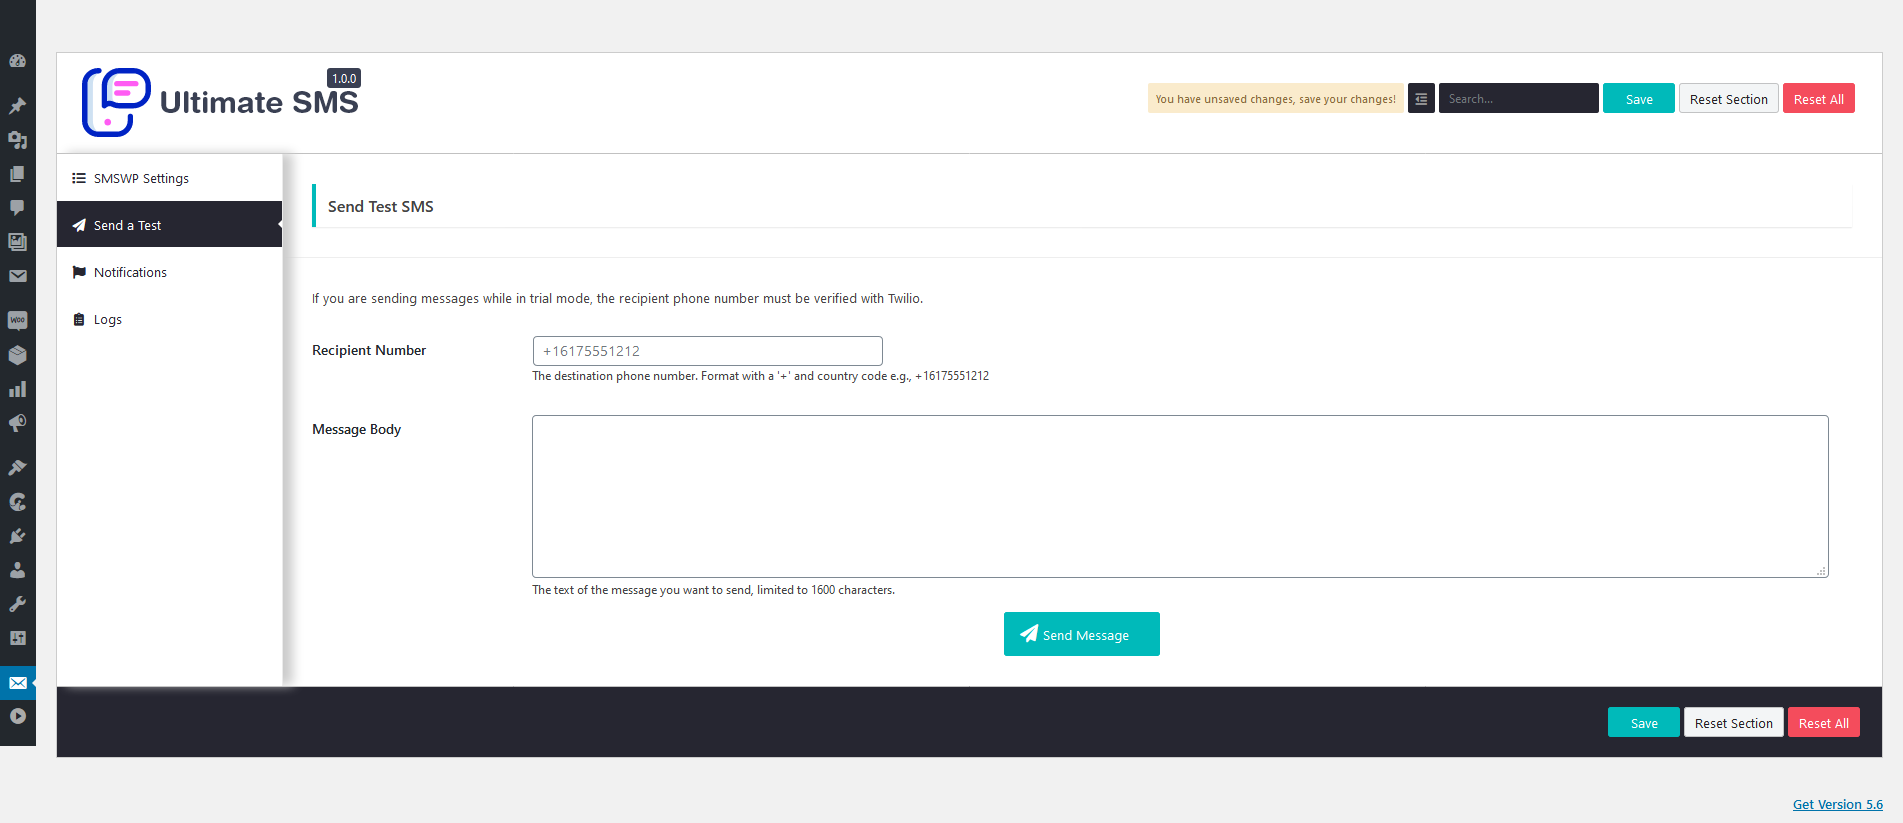 1.0.0
Ultimate SMS
You have unsaved changes, save your changes!
Search...
Save
Reset Section
Reset All
SMSWP Settings
Send a Test
Notifications
Logs
Send Test SMS
If you are sending messages while in trial mode, the recipient phone number must be verified with Twilio.
Recipient Number
+16175551212
The destination phone number. Format with a '+' and country code e.g., +16175551212
Message Body
The text of the message you want to send, limited to 1600 characters.
Send Message
Woo
Save
Reset Section
Reset All
Get Version 5.6